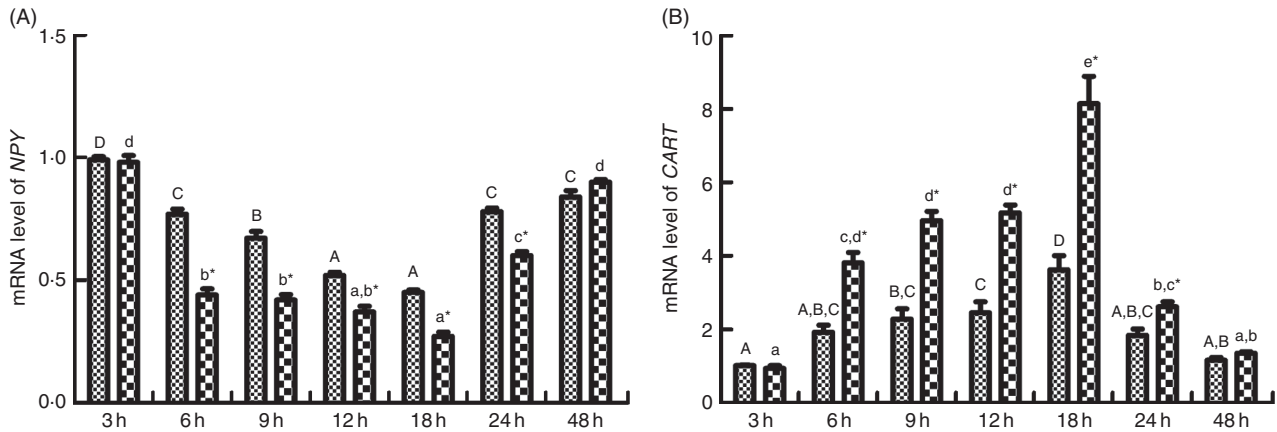 (A)
mRNA level of NPY
1·5
1·0
0·5
0·0
D d
C b*
B b*
A a,b*
A a*
C c*
C d
3 h 6 h 9 h 12 h 18 h 24 h 48 h
(B)
mRNA level of CART
10
8
6
4
2
0
A a
A,B,C c,d*
B,C d*
C d*
D e*
A,B,C b,c*
A,B a,b
3 h 6 h 9 h 12 h 18 h 24 h 48 h